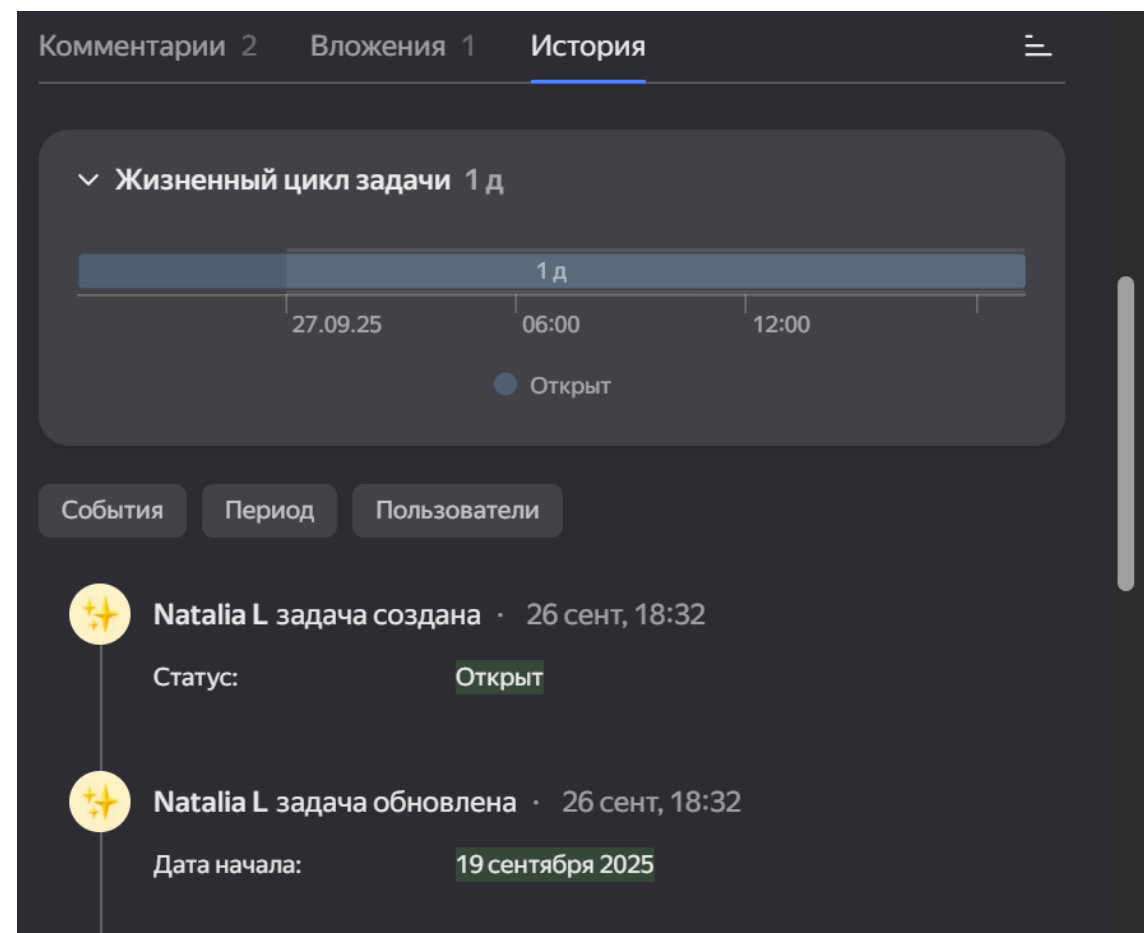 Комментарии 2 Вложения 1 История
Жизненный цикл задачи 1 д
1 д
27.09.25 06:00 12:00
Открыт
События Период Пользователи
Natalia L задача создана · 26 сент, 18:32
Статус: Открыт
Natalia L задача обновлена · 26 сент, 18:32
Дата начала: 19 сентября 2025